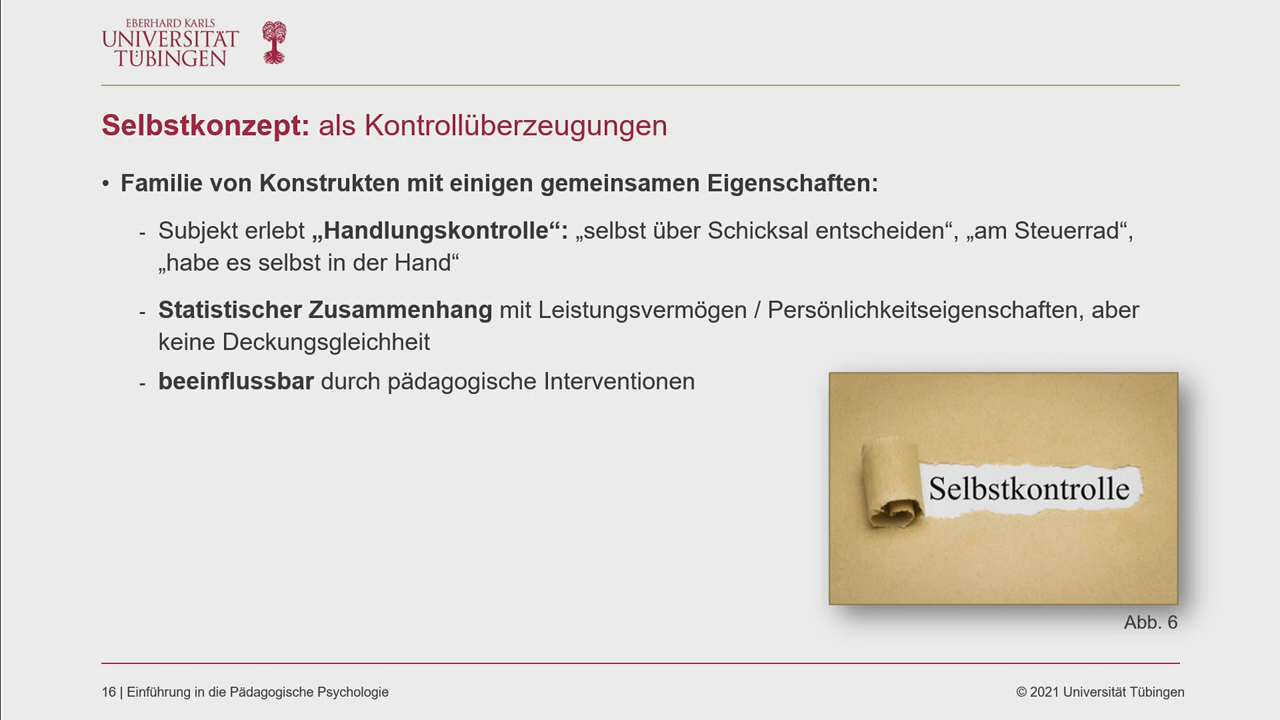 EBERHARD KARLS
UNIVERSITÄT
TÜBINGEN
Selbstkonzept: als Kontrollüberzeugungen
• Familie von Konstrukten mit einigen gemeinsamen Eigenschaften:
- Subjekt erlebt „Handlungskontrolle“: „selbst über Schicksal entscheiden“, „am Steuerrad“,
„habe es selbst in der Hand“
- Statistischer Zusammenhang mit Leistungsvermögen / Persönlichkeitseigenschaften, aber
keine Deckungsgleichheit
- beeinflussbar durch pädagogische Interventionen
Selbstkontrolle
Abb. 6
16 | Einführung in die Pädagogische Psychologie
© 2021 Universität Tübingen